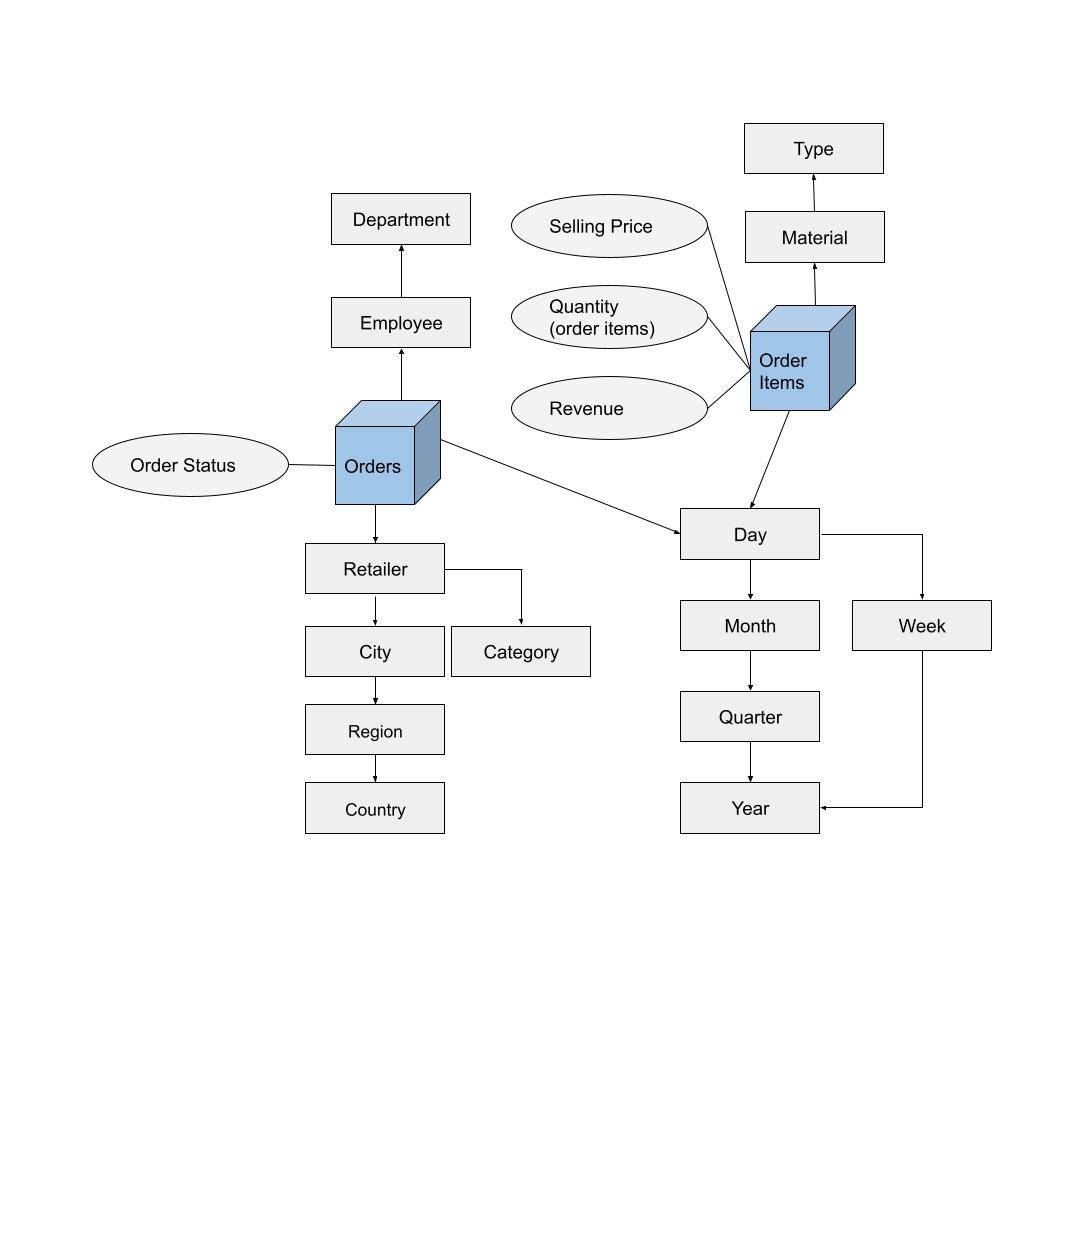 Type
Department
Selling Price
Material
Employee
Quantity
(order items)
Order
Items
Revenue
Order Status
Orders
Day
Retailer
Month
Week
City
Category
Quarter
Region
Year
Country